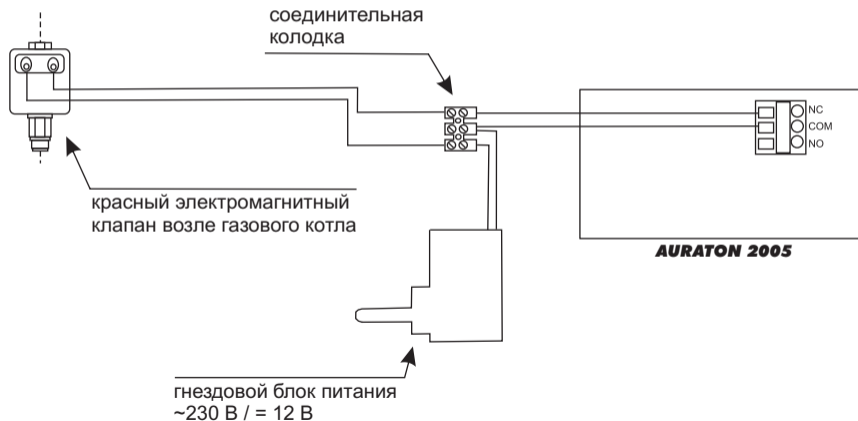 соединительная
колодка
NC
COM
NO
красный электромагнитный
клапан возле газового котла
AURATON 2005
гнездовой блок питания
~230 В / = 12 В